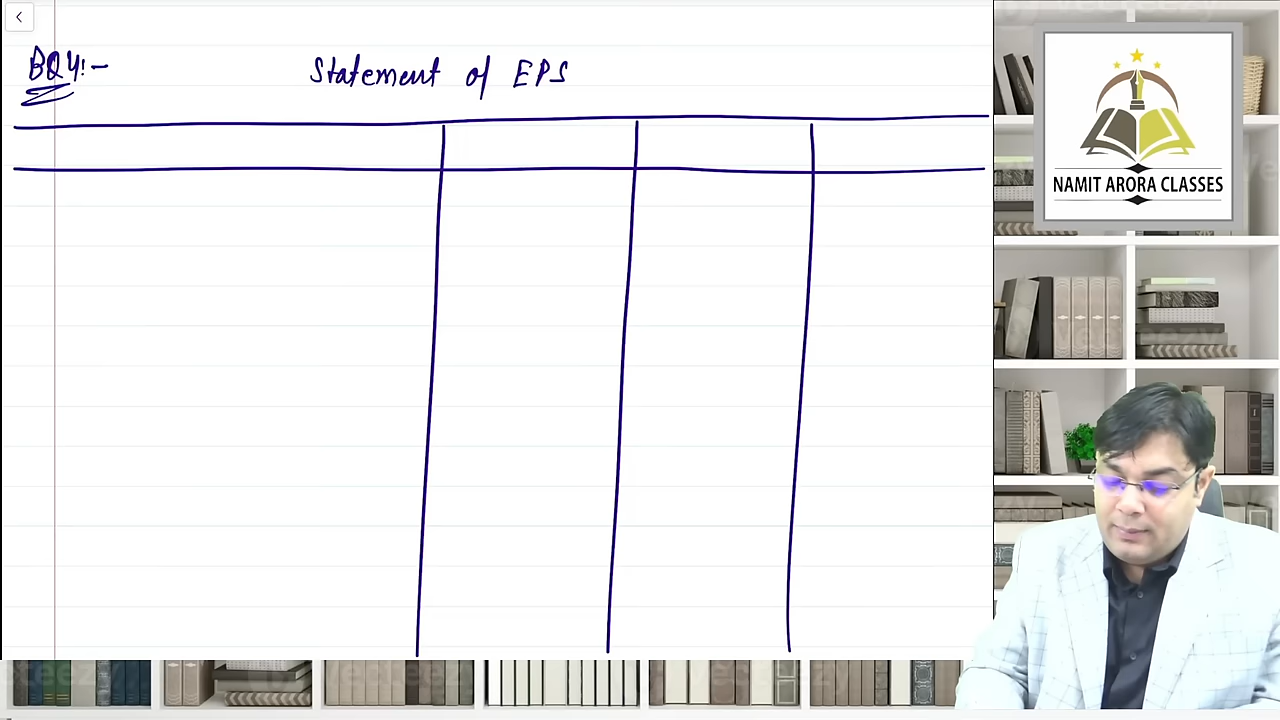 BQ4:-
Statement of EPS
NAMIT ARORA CLASSES